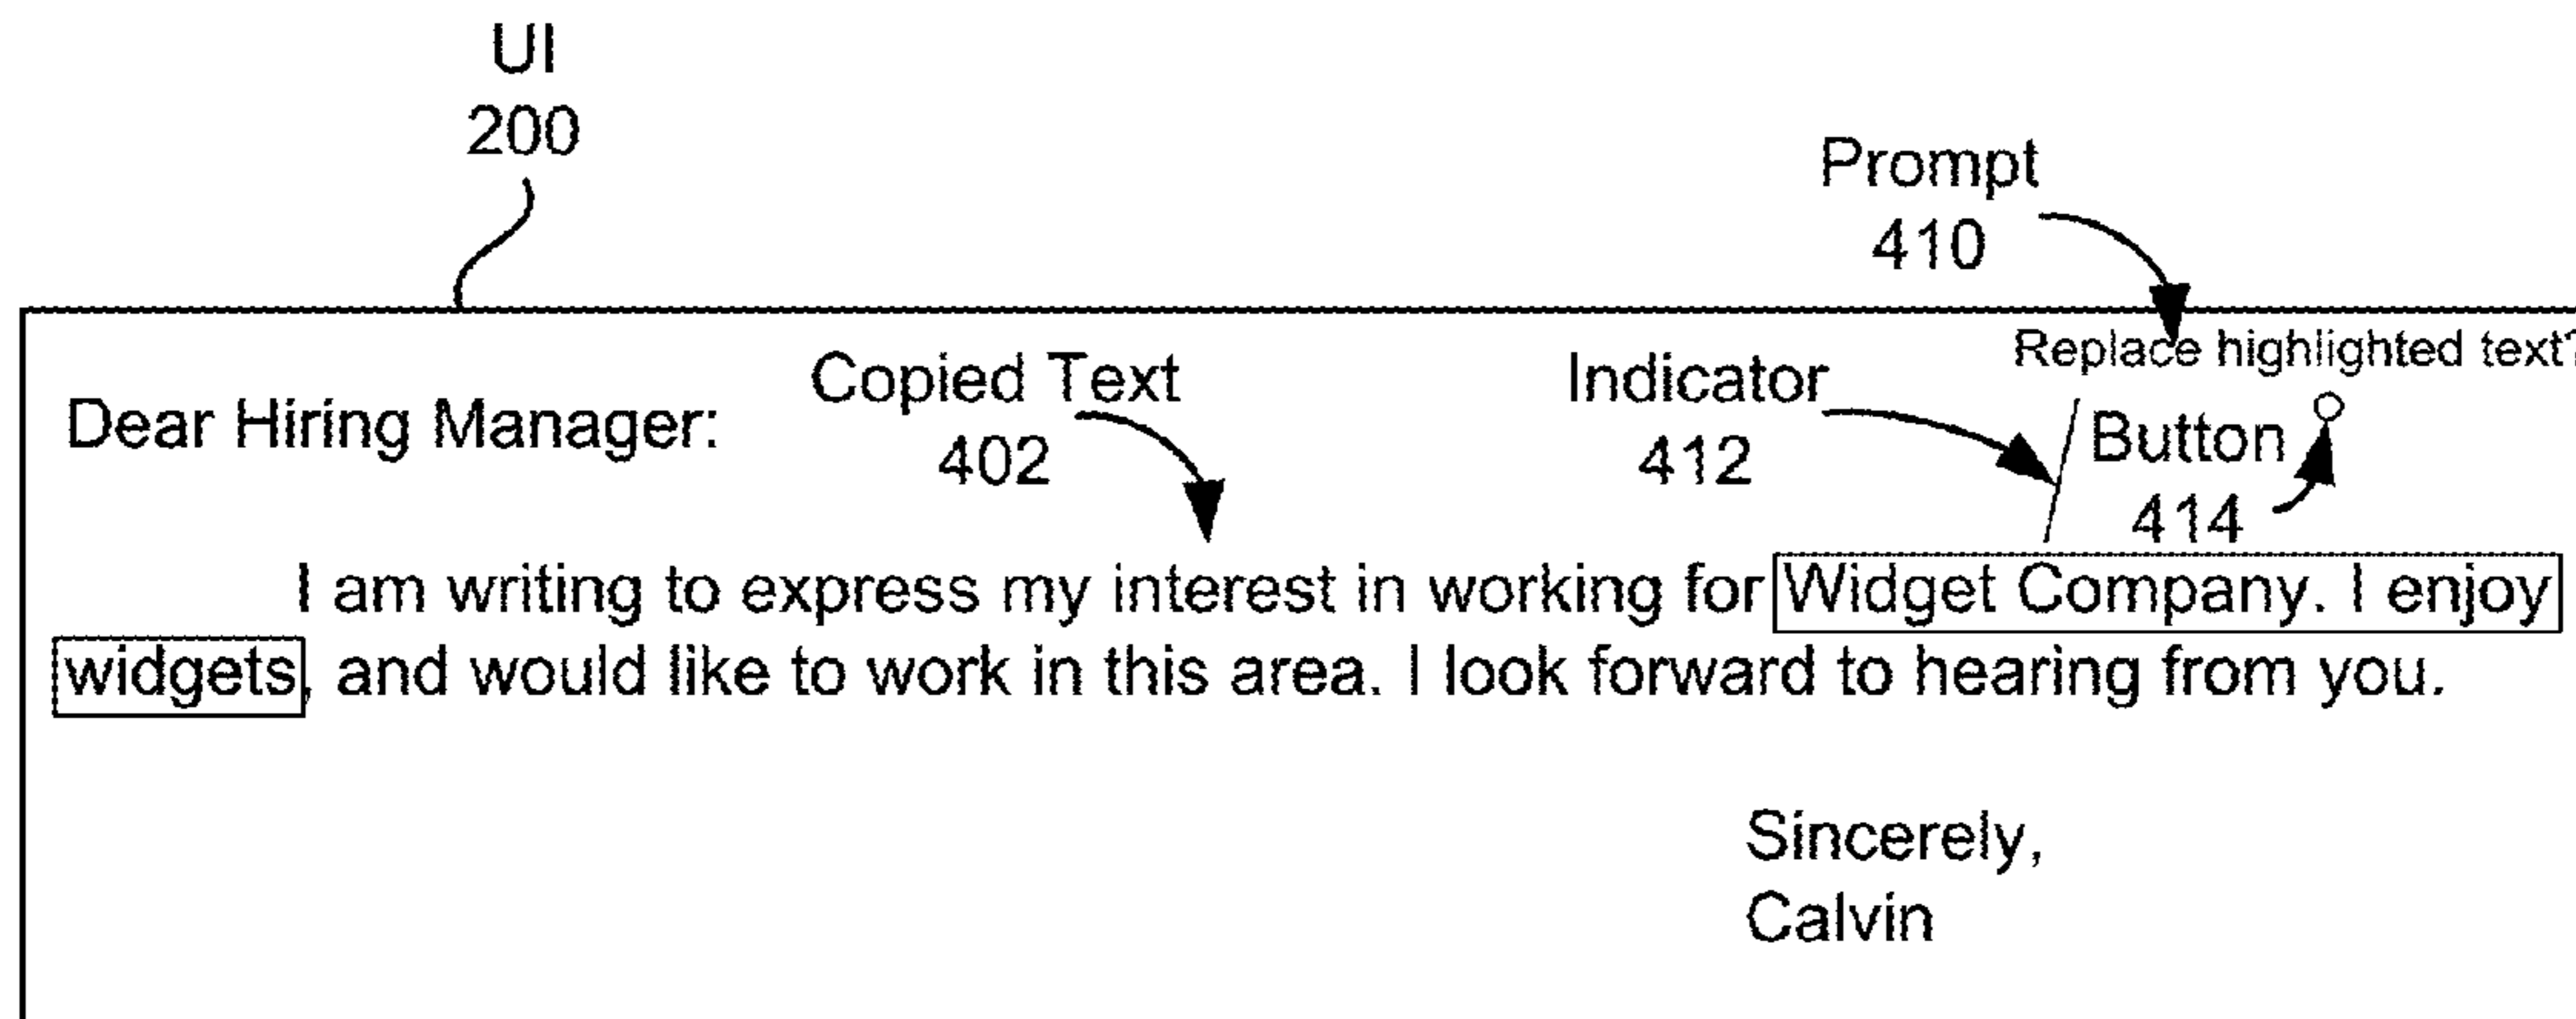 UI
200
Prompt
410
Replace highlighted text?
Copied Text
402
Indicator
412
Button
414
Dear Hiring Manager:
I am writing to express my interest in working for Widget Company. I enjoy
widgets, and would like to work in this area. I look forward to hearing from you.
Sincerely,
Calvin